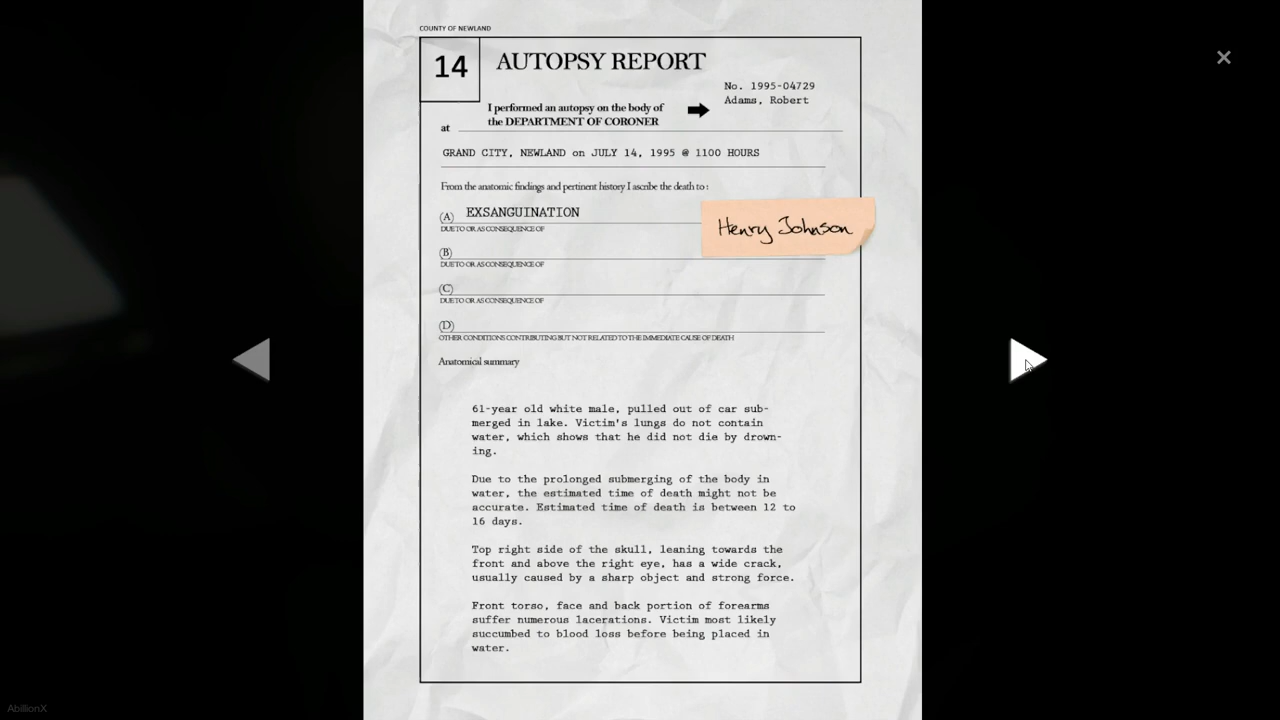 COUNTY OF NEWLAND
14
AUTOPSY REPORT
No. 1995-04729
Adams, Robert
I performed an autopsy on the body of
the DEPARTMENT OF CORONER
at
GRAND CITY, NEWLAND on JULY 14, 1995 @ 1100 HOURS
From the anatomic findings and pertinent history I ascribe the death to :
(A) EXSANGUINATION
Henry Johnson
DUE TO OR AS CONSEQUENCE OF
(B)
DUE TO OR AS CONSEQUENCE OF
(C)
DUE TO OR AS CONSEQUENCE OF
(D)
OTHER CONDITIONS CONTRIBUTING BUT NOT RELATED TO THE IMMEDIATE CAUSE OF DEATH
Anatomical summary
61-year old white male, pulled out of car sub-
merged in lake. Victim's lungs do not contain
water, which shows that he did not die by drown-
ing.
Due to the prolonged submerging of the body in
water, the estimated time of death might not be
accurate. Estimated time of death is between 12 to
16 days.
Top right side of the skull, leaning towards the
front and above the right eye, has a wide crack,
usually caused by a sharp object and strong force.
Front torso, face and back portion of forearms
suffer numerous lacerations. Victim most likely
succumbed to blood loss before being placed in
water.
AbillionX